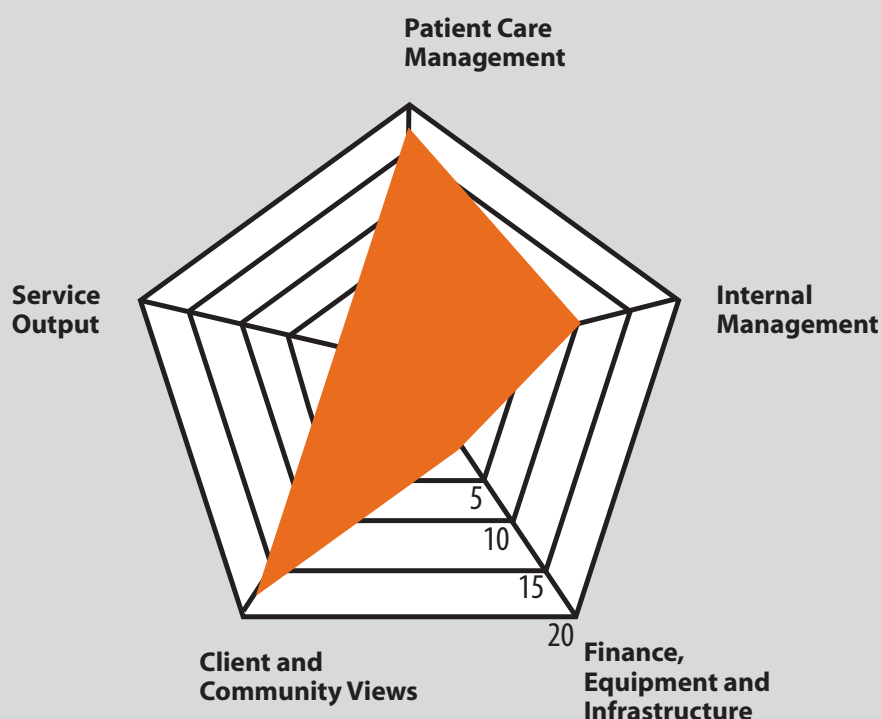 Patient Care
Management
Service
Output
Internal
Management
5
10
15
20
Client and
Community Views
Finance,
Equipment and
Infrastructure